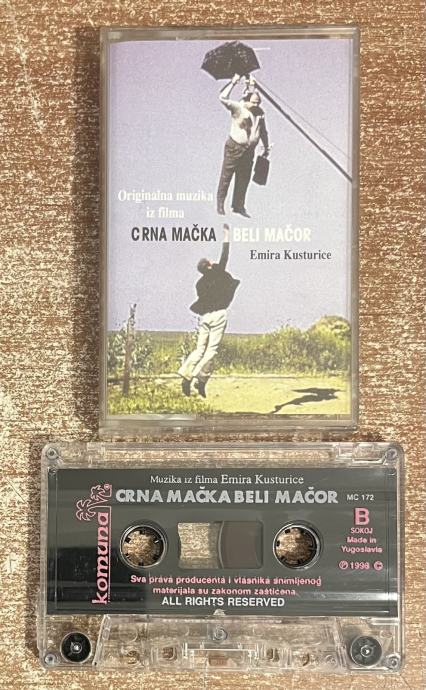 Originalna muzika
iz filma
CRNA MAČKA I BELI MAČOR
Emira Kusturice
Muzika iz filma Emira Kusturice
CRNA MAČKA BELI MAČOR
MC 172
komuna
B
SOKOJ
Made in
Yugoslavia
℗ 1998 ©
Sva prava producenta i vlasnika snimljenog
materijala su zakonom zaštićena.
ALL RIGHTS RESERVED